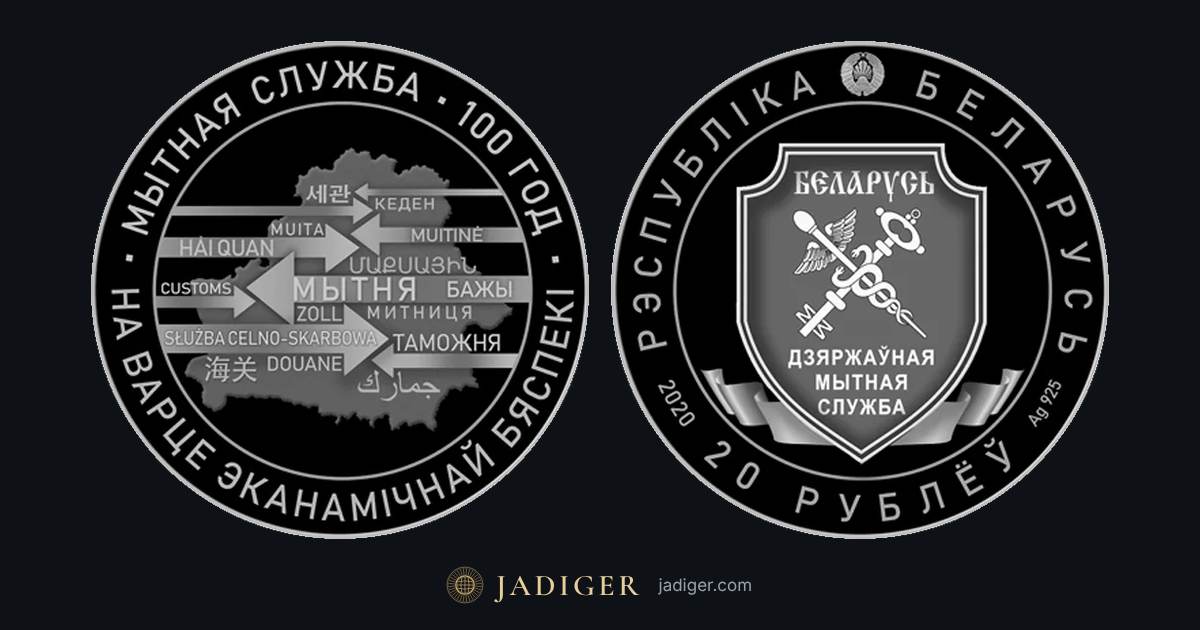 МЫТНАЯ СЛУЖБА · 100 ГОД ·
НА ВАРЦЕ ЭКАНАМІЧНАЙ БЯСПЕКІ ·
세관
КЕДЕН
MUITA
MUITINĖ
HẢI QUAN
ՄԱՔՍԱՅԻՆ
CUSTOMS
МЫТНЯ
БАЖЫ
ZOLL
МИТНИЦЯ
SŁUŻBA CELNO-SKARBOWA
ТАМОЖНЯ
海关
DOUANE
جمارك
РЭСПУБЛІКА БЕЛАРУСЬ
БЕЛАРУСЬ
MW
ДЗЯРЖАЎНАЯ
МЫТНАЯ
СЛУЖБА
2020
Ag 925
20 РУБЛЁЎ
JADIGER jadiger.com